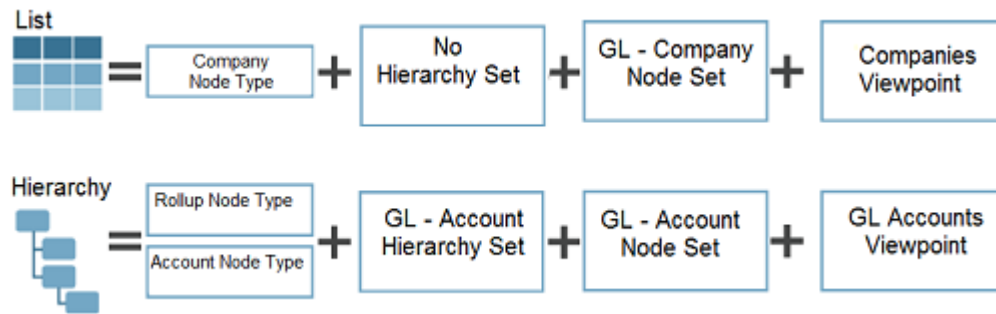 List
Company
Node Type
No
Hierarchy Set
GL - Company
Node Set
Companies
Viewpoint
Hierarchy
Rollup Node Type
Account Node Type
GL - Account
Hierarchy Set
GL - Account
Node Set
GL Accounts
Viewpoint